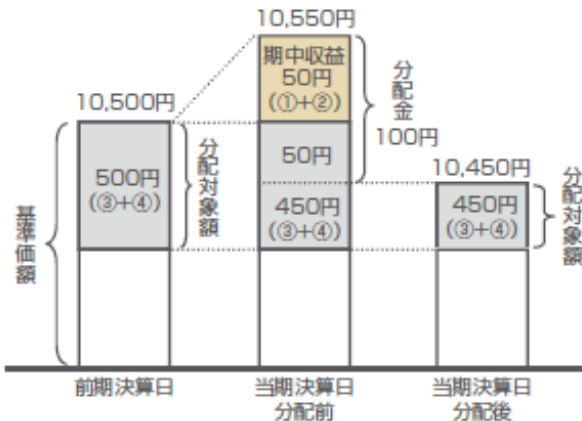 10,550円
期中収益
50円
(①+②)
分配金
100円
10,500円
500円
(③+④)
分配対象額
基準価額
50円
450円
(③+④)
10,450円
450円
(③+④)
分配対象額
前期決算日
当期決算日
分配前
当期決算日
分配後